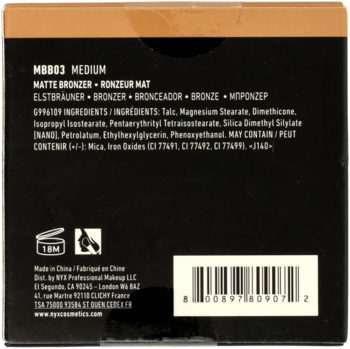 MBB03 MEDIUM
MATTE BRONZER • RONZEUR MAT
ELSTBRÄUNER • BRONZER • BRONCEADOR • BRONZE • МПРОNZЕР
G996109 INGREDIENTS / INGRÉDIENTS: Talc, Magnesium Stearate, Dimethicone,
Isopropyl Isostearate, Pentaerythrityl Tetraisostearate, Silica Dimethyl Silylate
[NANO], Petrolatum, Ethylhexylglycerin, Phenoxyethanol. MAY CONTAIN / PEUT
CONTENIR (+/-): Mica, Iron Oxides (CI 77491, CI 77492, CI 77499). <J140>
18M
Made in China / Fabriqué en Chine
Dist. by NYX Professional Makeup LLC
El Segundo CA 90245 – London W6 8AZ
41, rue Martre 92110 CLICHY France
TSA 75000 93584 ST OUEN CEDEX FR
www.nyxcosmetics.com
8 00897 80907 2